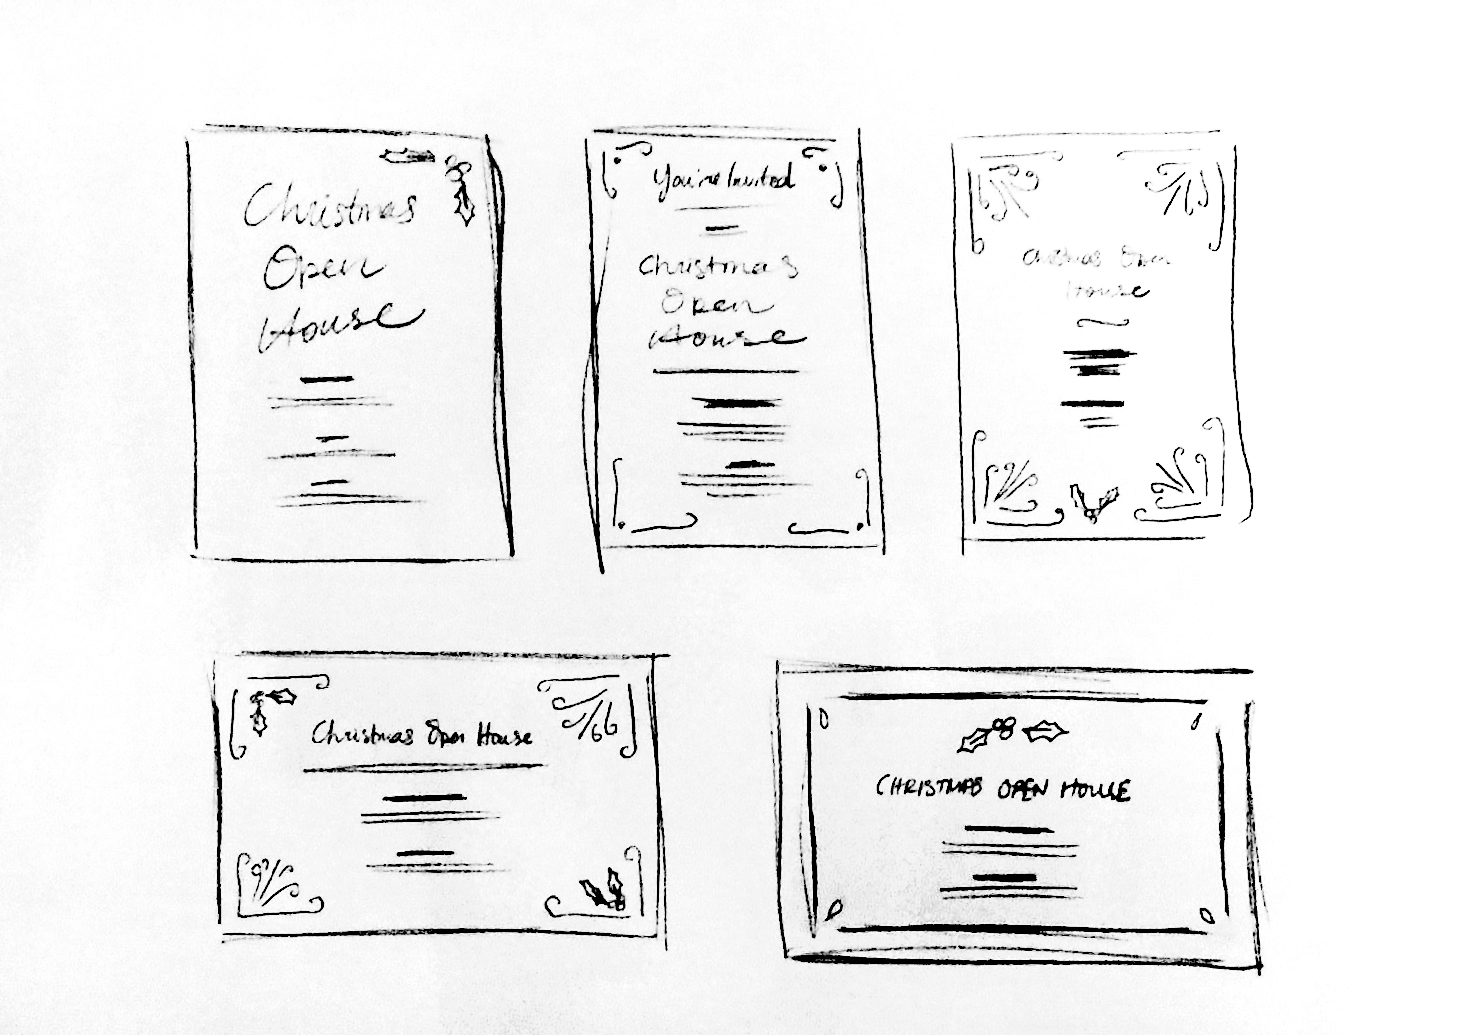 Christmas
Open
House
You're Invited
Christmas
Open
House
Christmas Open
House
Christmas Open House
CHRISTMAS OPEN HOUSE